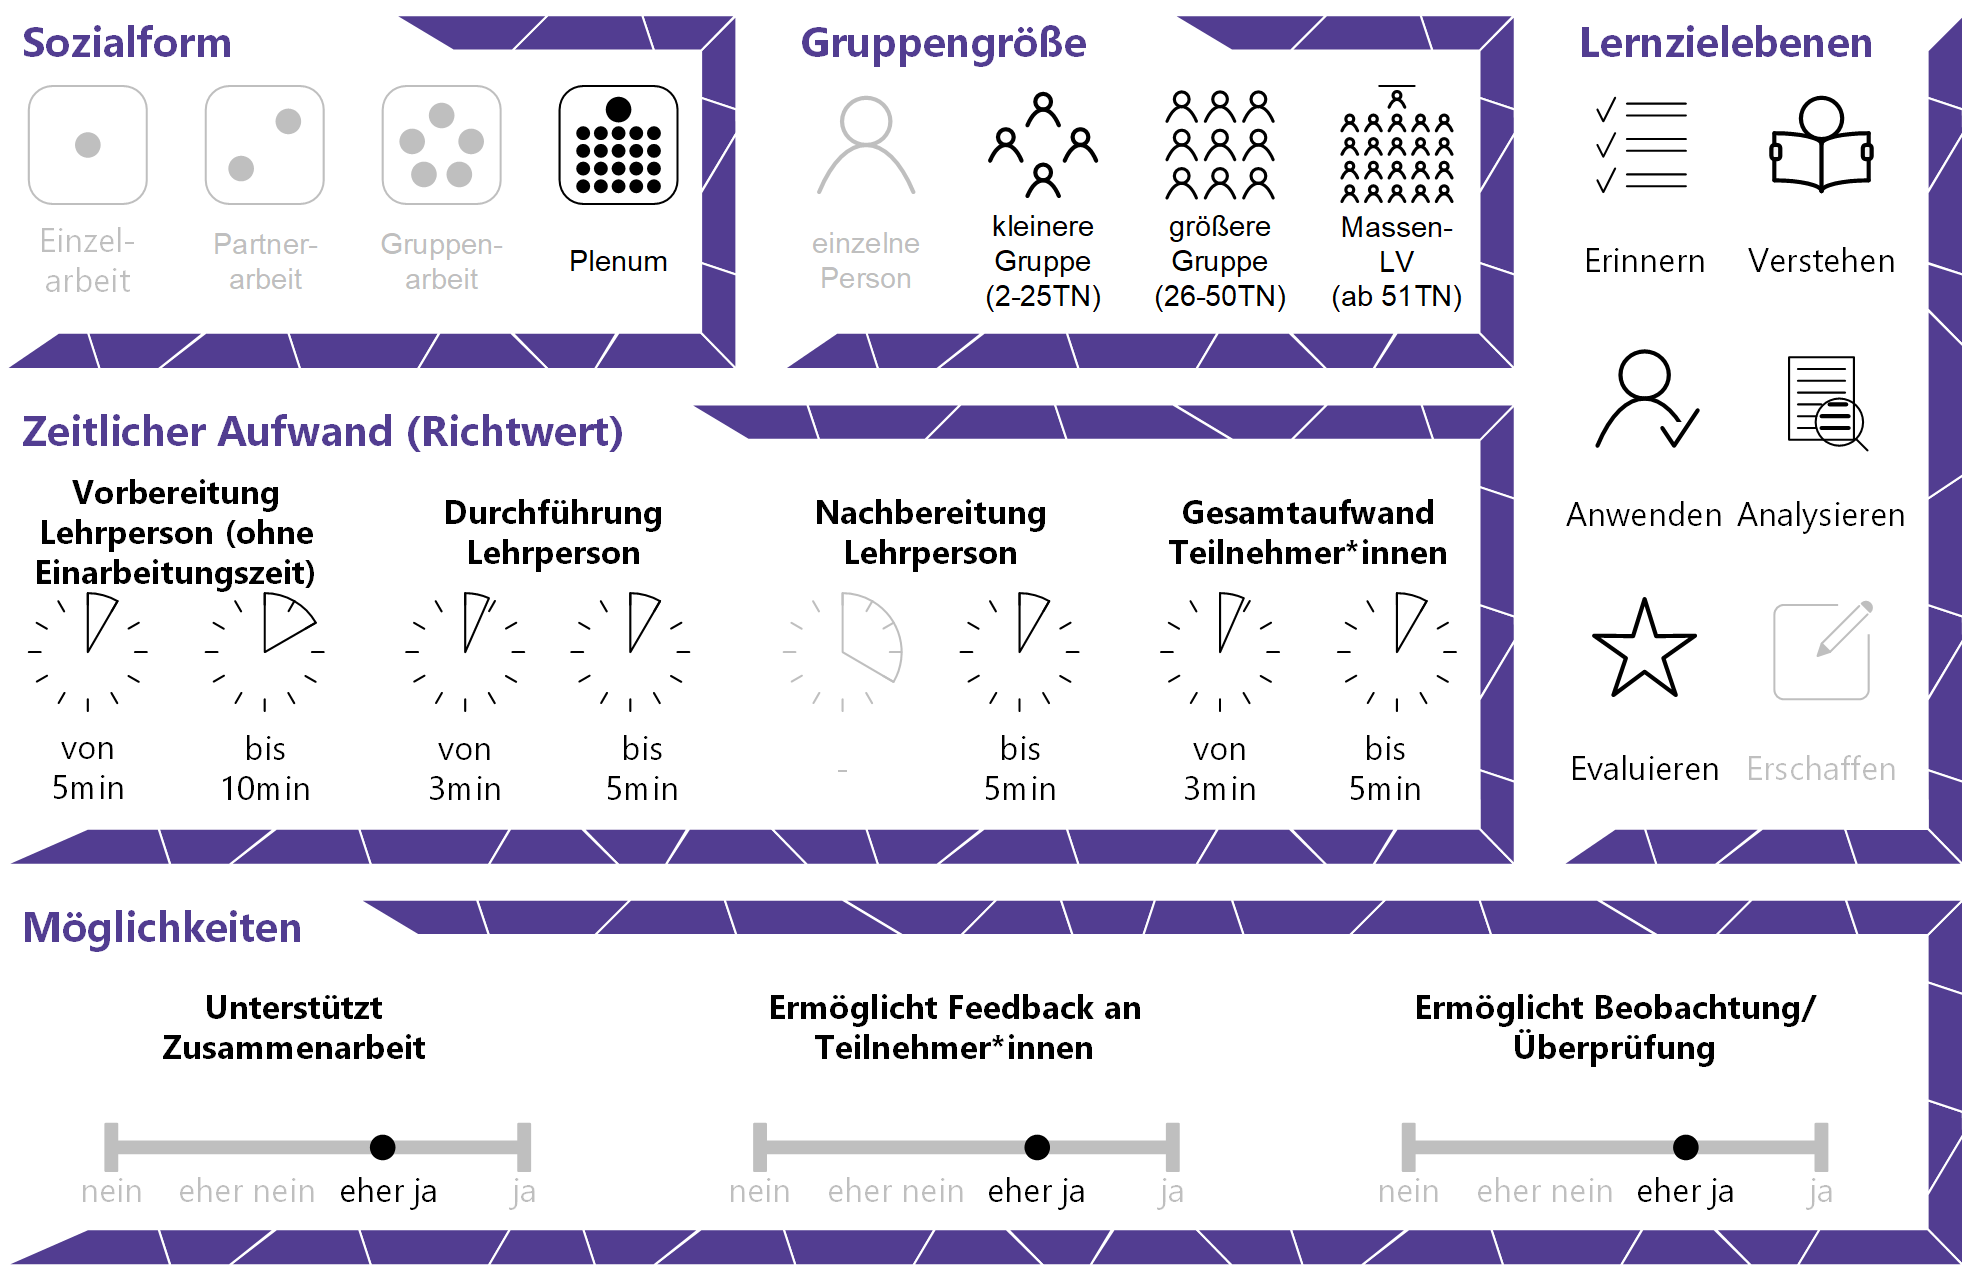 Sozialform
Einzel-
arbeit
Partner-
arbeit
Gruppen-
arbeit
Plenum
Gruppengröße
einzelne
Person
kleinere
Gruppe
(2-25TN)
größere
Gruppe
(26-50TN)
Massen-
LV
(ab 51TN)
Lernzielebenen
Erinnern
Verstehen
Anwenden
Analysieren
Evaluieren
Erschaffen
Zeitlicher Aufwand (Richtwert)
Vorbereitung
Lehrperson (ohne
Einarbeitungszeit)
von
5min
bis
10min
Durchführung
Lehrperson
von
3min
bis
5min
Nachbereitung
Lehrperson
-
bis
5min
Gesamtaufwand
Teilnehmer*innen
von
3min
bis
5min
Möglichkeiten
Unterstützt
Zusammenarbeit
nein eher nein eher ja ja
Ermöglicht Feedback an
Teilnehmer*innen
nein eher nein eher ja ja
Ermöglicht Beobachtung/
Überprüfung
nein eher nein eher ja ja